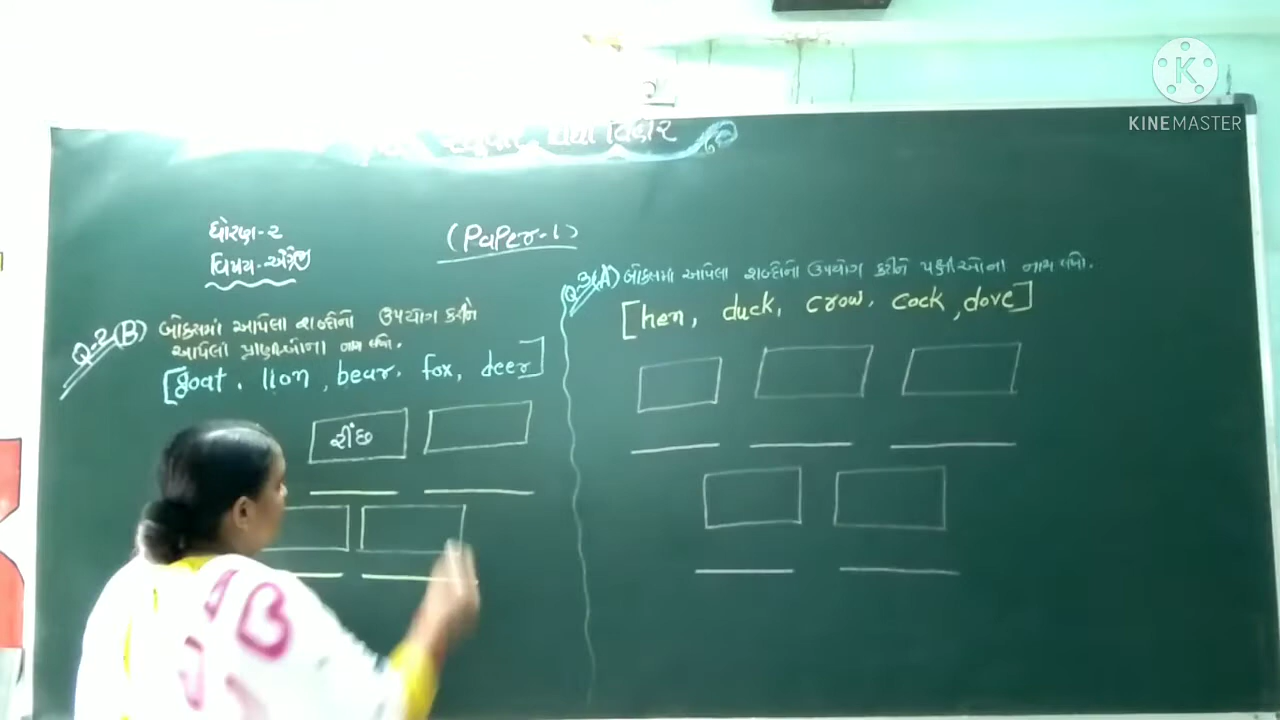 વિદ્યા વિહાર
ધોરણ-૨
વિષય-અંગ્રેજી
(PaPer-1)
Q-2(B) બોક્સમાં આપેલા શબ્દોનો ઉપયોગ કરીને
આપેલા પ્રાણીઓના નામ લખો.
[goat, lion, bear, fox, deer]
રીંછ
Q-3(A) બોક્સમાં આપેલા શબ્દોનો ઉપયોગ કરીને પક્ષીઓના નામ લખો.
[hen, duck, crow, cock, dove]
KINEMASTER